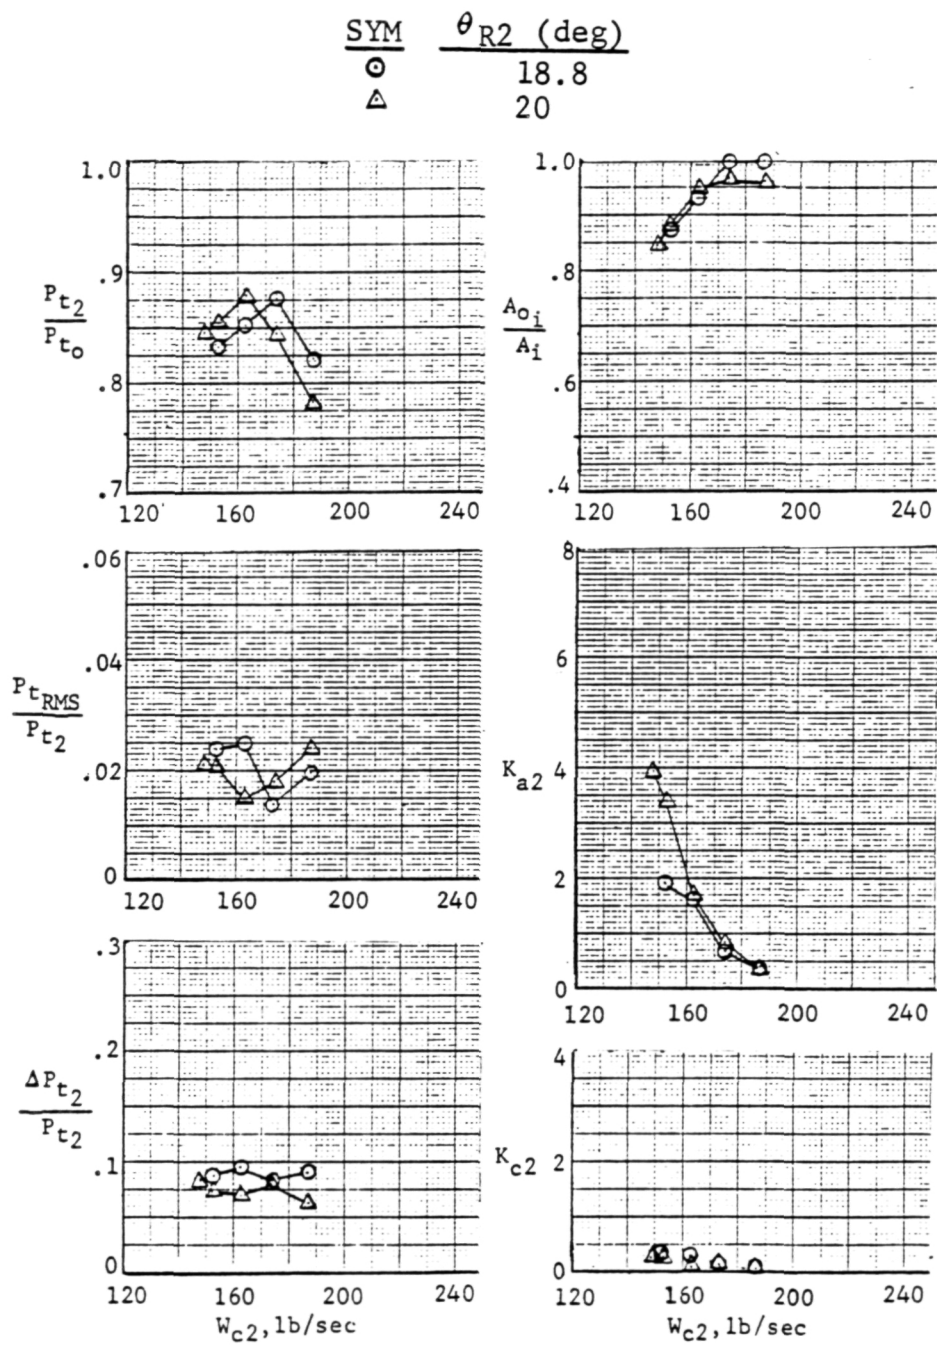 SYM θR2 (deg)
⊙ 18.8
△ 20
1.0
.9
.8
.7
Pt2
Pto
120 160 200 240
1.0
.8
.6
.4
Aoi
Ai
120 160 200 240
.06
.04
.02
0
PtRMS
Pt2
120 160 200 240
8
6
4
2
0
Ka2
120 160 200 240
.3
.2
.1
0
ΔPt2
Pt2
120 160 200 240
Wc2, lb/sec
4
2
0
Kc2
120 160 200 240
Wc2, lb/sec